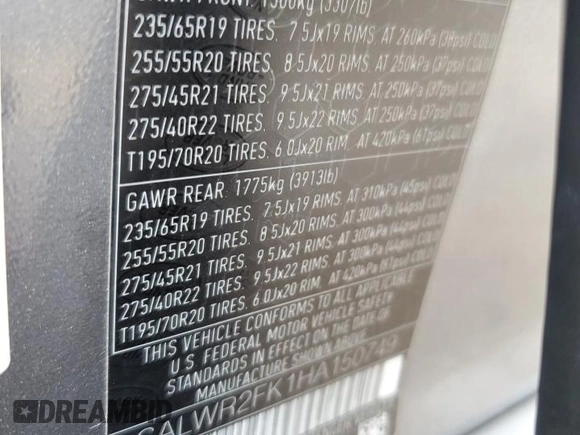 1500kg (3307lb)
235/65R19 TIRES. 7.5Jx19 RIMS. AT 260kPa (38psi) COLD
255/55R20 TIRES. 8.5Jx20 RIMS. AT 250kPa (37psi) COLD
275/45R21 TIRES. 9.5Jx21 RIMS. AT 250kPa (37psi) COLD
275/40R22 TIRES. 9.5Jx22 RIMS. AT 250kPa (37psi) COLD
T195/70R20 TIRES. 6.0Jx20 RIM. AT 420kPa (61psi) COLD
GAWR REAR: 1775kg (3913lb)
235/65R19 TIRES. 7.5Jx19 RIMS. AT 310kPa (45psi) COLD
255/55R20 TIRES. 8.5Jx20 RIMS. AT 300kPa (44psi) COLD
275/45R21 TIRES. 9.5Jx21 RIMS. AT 300kPa (44psi) COLD
275/40R22 TIRES. 9.5Jx22 RIMS. AT 300kPa (44psi) COLD
T195/70R20 TIRES. 6.0Jx20 RIM. AT 420kPa (61psi) COLD
THIS VEHICLE CONFORMS TO ALL APPLICABLE
U S FEDERAL MOTOR VEHICLE SAFETY
STANDARDS IN EFFECT ON THE DATE OF
SALWR2FK1HA150749
DREAMBID